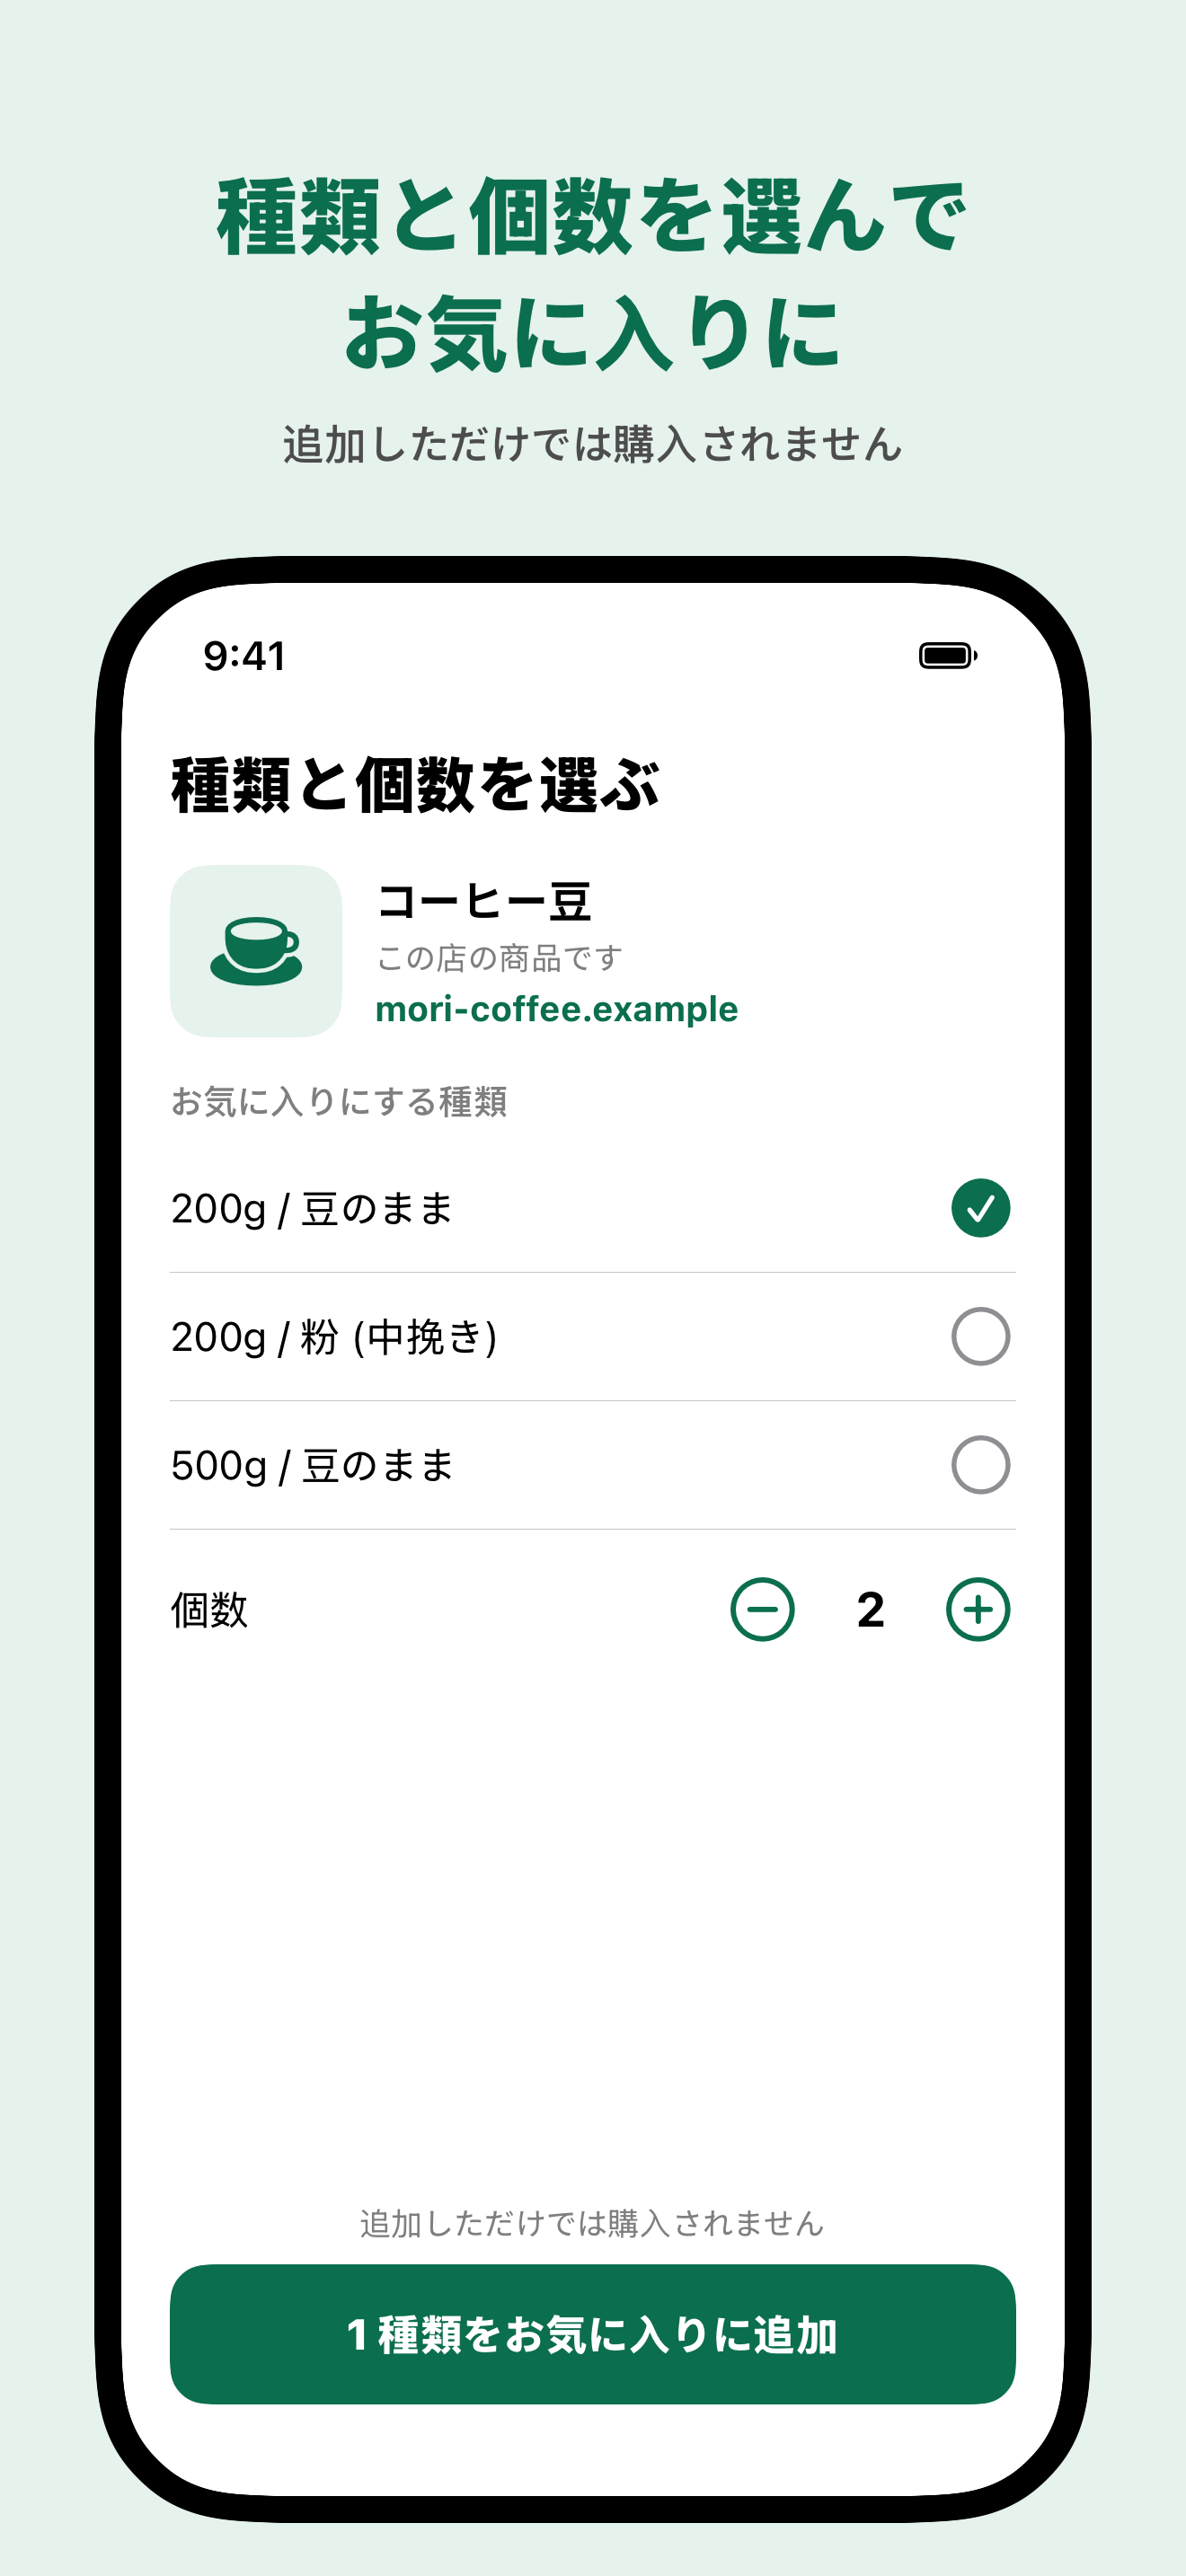 種類と個数を選んで
お気に入りに
追加しただけでは購入されません
9:41
種類と個数を選ぶ
コーヒー豆
この店の商品です
mori-coffee.example
お気に入りにする種類
200g / 豆のまま
200g / 粉 (中挽き)
500g / 豆のまま
個数 2
追加しただけでは購入されません
1 種類をお気に入りに追加